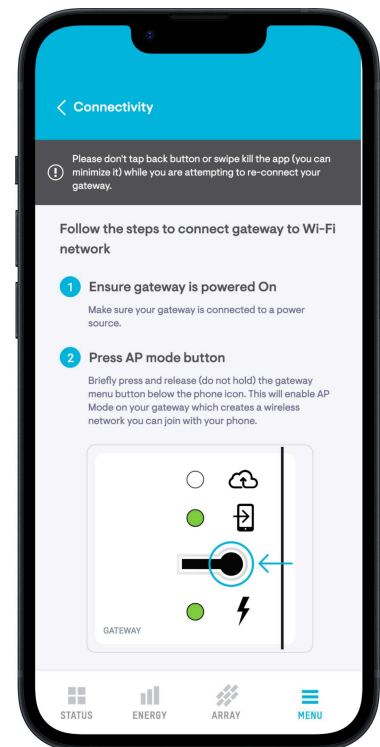 Connectivity
Please don't tap back button or swipe kill the app (you can
minimize it) while you are attempting to re-connect your
gateway.
Follow the steps to connect gateway to Wi-Fi
network
1 Ensure gateway is powered On
Make sure your gateway is connected to a power
source.
2 Press AP mode button
Briefly press and release (do not hold) the gateway
menu button below the phone icon. This will enable AP
Mode on your gateway which creates a wireless
network you can join with your phone.
GATEWAY
STATUS ENERGY ARRAY MENU